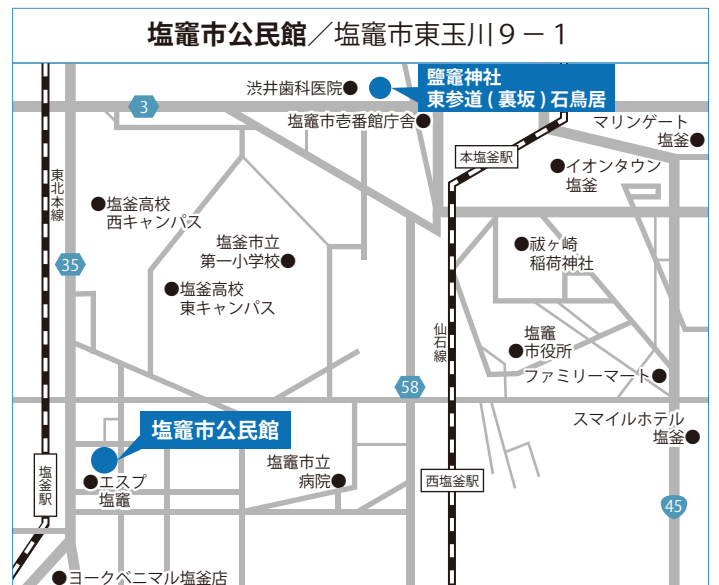 塩竈市公民館／塩竈市東玉川９－１
渋井歯科医院
鹽竈神社
東参道(裏坂)石鳥居
3
塩竈市壱番館庁舎
マリンゲート
塩釜
本塩釜駅
イオンタウン
塩釜
東北本線
塩釜高校
西キャンパス
塩釜市立
第一小学校
祓ヶ崎
稲荷神社
35
塩釜高校
東キャンパス
仙石線
塩竈
市役所
ファミリーマート
58
塩竈市公民館
スマイルホテル
塩釜
塩釜駅
エスプ
塩竈
塩竈市立
病院
西塩釜駅
45
ヨークベニマル塩釜店